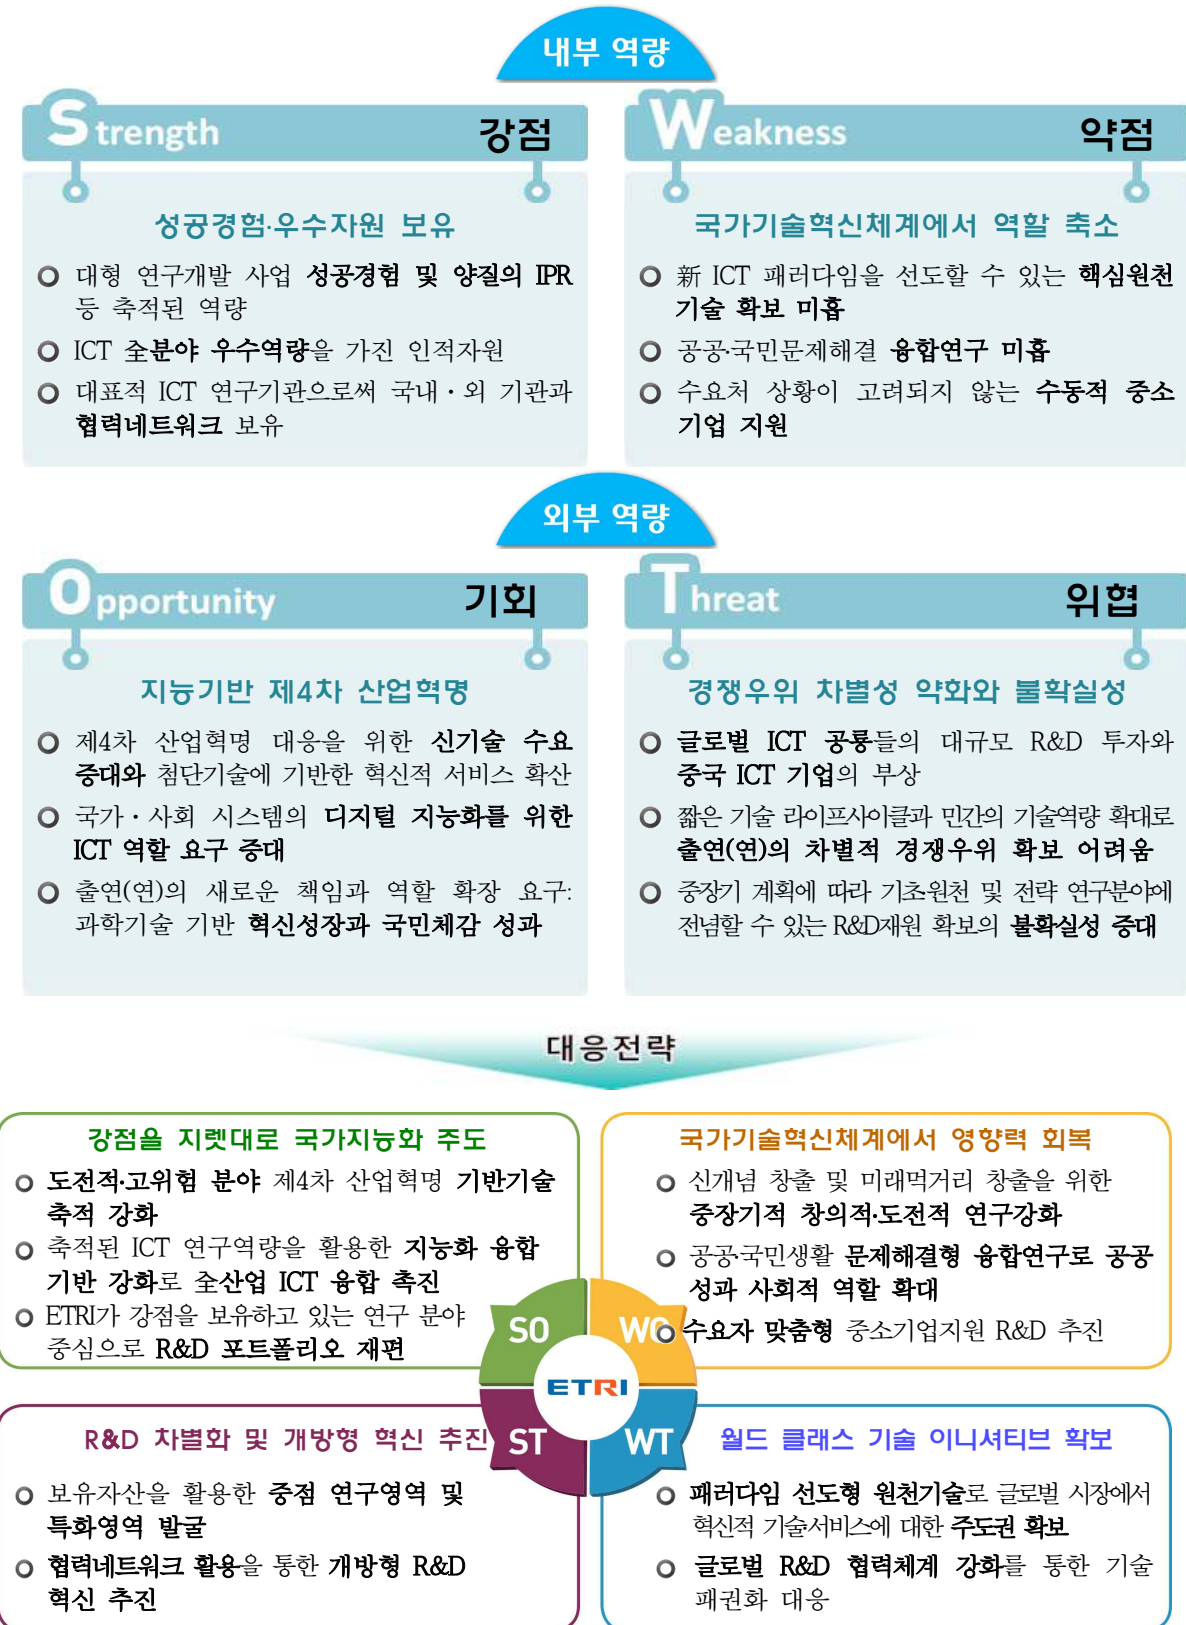 내부 역량
Strength 강점
성공경험·우수자원 보유
대형 연구개발 사업 성공경험 및 양질의 IPR
등 축적된 역량
ICT 全분야 우수역량을 가진 인적자원
대표적 ICT 연구기관으로써 국내·외 기관과
협력네트워크 보유
Weakness 약점
국가기술혁신체계에서 역할 축소
新 ICT 패러다임을 선도할 수 있는 핵심원천
기술 확보 미흡
공공·국민문제해결 융합연구 미흡
수요처 상황이 고려되지 않는 수동적 중소
기업 지원
외부 역량
Opportunity 기회
지능기반 제4차 산업혁명
제4차 산업혁명 대응을 위한 신기술 수요
증대와 첨단기술에 기반한 혁신적 서비스 확산
국가·사회 시스템의 디지털 지능화를 위한
ICT 역할 요구 증대
출연(연)의 새로운 책임과 역할 확장 요구:
과학기술 기반 혁신성장과 국민체감 성과
Threat 위협
경쟁우위 차별성 약화와 불확실성
글로벌 ICT 공룡들의 대규모 R&D 투자와
중국 ICT 기업의 부상
짧은 기술 라이프사이클과 민간의 기술역량 확대로
출연(연)의 차별적 경쟁우위 확보 어려움
중장기 계획에 따라 기초원천 및 전략 연구분야에
전념할 수 있는 R&D재원 확보의 불확실성 증대
대응전략
강점을 지렛대로 국가지능화 주도
도전적·고위험 분야 제4차 산업혁명 기반기술
축적 강화
축적된 ICT 연구역량을 활용한 지능화 융합
기반 강화로 全산업 ICT 융합 촉진
ETRI가 강점을 보유하고 있는 연구 분야
중심으로 R&D 포트폴리오 재편
SO
국가기술혁신체계에서 영향력 회복
신개념 창출 및 미래먹거리 창출을 위한
중장기적 창의적·도전적 연구강화
공공·국민생활 문제해결형 융합연구로 공공
성과 사회적 역할 확대
수요자 맞춤형 중소기업지원 R&D 추진
WO
ETRI
R&D 차별화 및 개방형 혁신 추진
ST
보유자산을 활용한 중점 연구영역 및
특화영역 발굴
협력네트워크 활용을 통한 개방형 R&D
혁신 추진
WT
월드 클래스 기술 이니셔티브 확보
패러다임 선도형 원천기술로 글로벌 시장에서
혁신적 기술·서비스에 대한 주도권 확보
글로벌 R&D 협력체계 강화를 통한 기술
패권화 대응